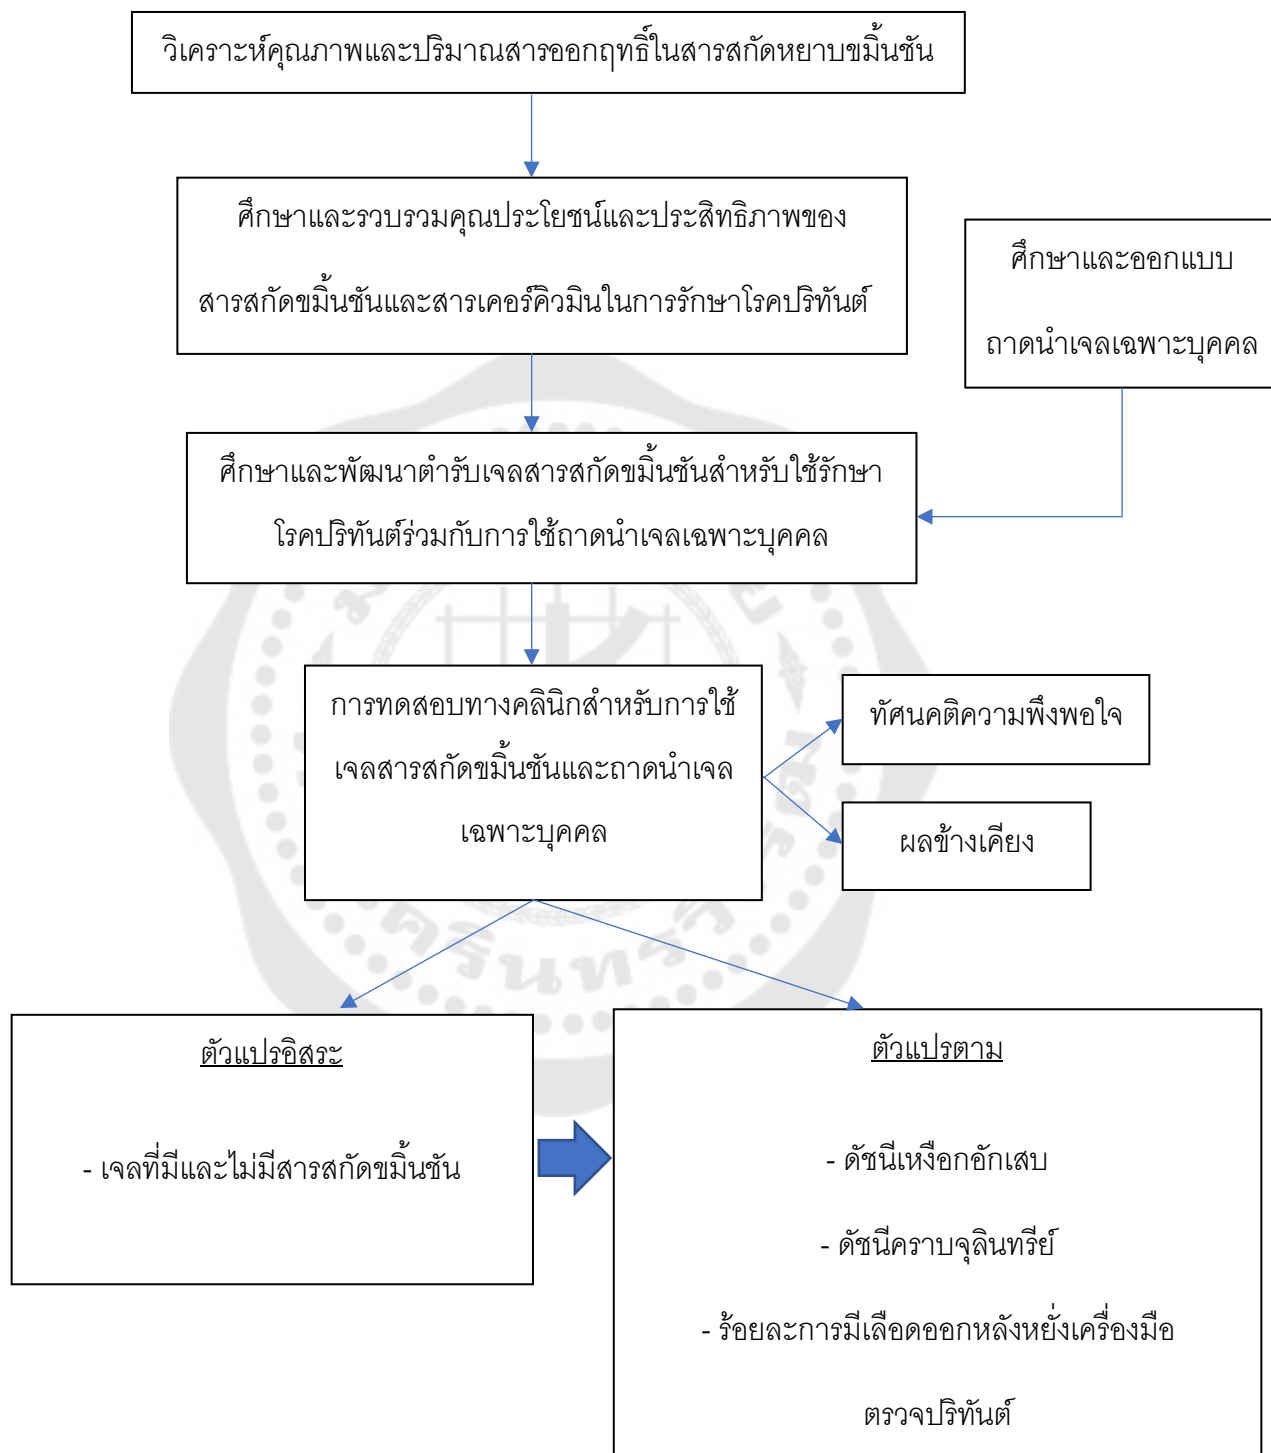 วิเคราะห์คุณภาพและปริมาณสารออกฤทธิ์ในสารสกัดหยาบขมิ้นชัน
ศึกษาและรวบรวมคุณประโยชน์และประสิทธิภาพของ
สารสกัดขมิ้นชันและสารเคอร์คิวมินในการรักษาโรคปริทันต์
ศึกษาและออกแบบ
ถาดนำเจลเฉพาะบุคคล
ศึกษาและพัฒนาตำรับเจลสารสกัดขมิ้นชันสำหรับใช้รักษา
โรคปริทันต์ร่วมกับการใช้ถาดนำเจลเฉพาะบุคคล
การทดสอบทางคลินิกสำหรับการใช้
เจลสารสกัดขมิ้นชันและถาดนำเจล
เฉพาะบุคคล
ทัศนคติความพึงพอใจ
ผลข้างเคียง
ตัวแปรอิสระ
- เจลที่มีและไม่มีสารสกัดขมิ้นชัน
ตัวแปรตาม
- ดัชนีเหงือกอักเสบ
- ดัชนีคราบจุลินทรีย์
- ร้อยละการมีเลือดออกหลังหยั่งเครื่องมือ
ตรวจปริทันต์